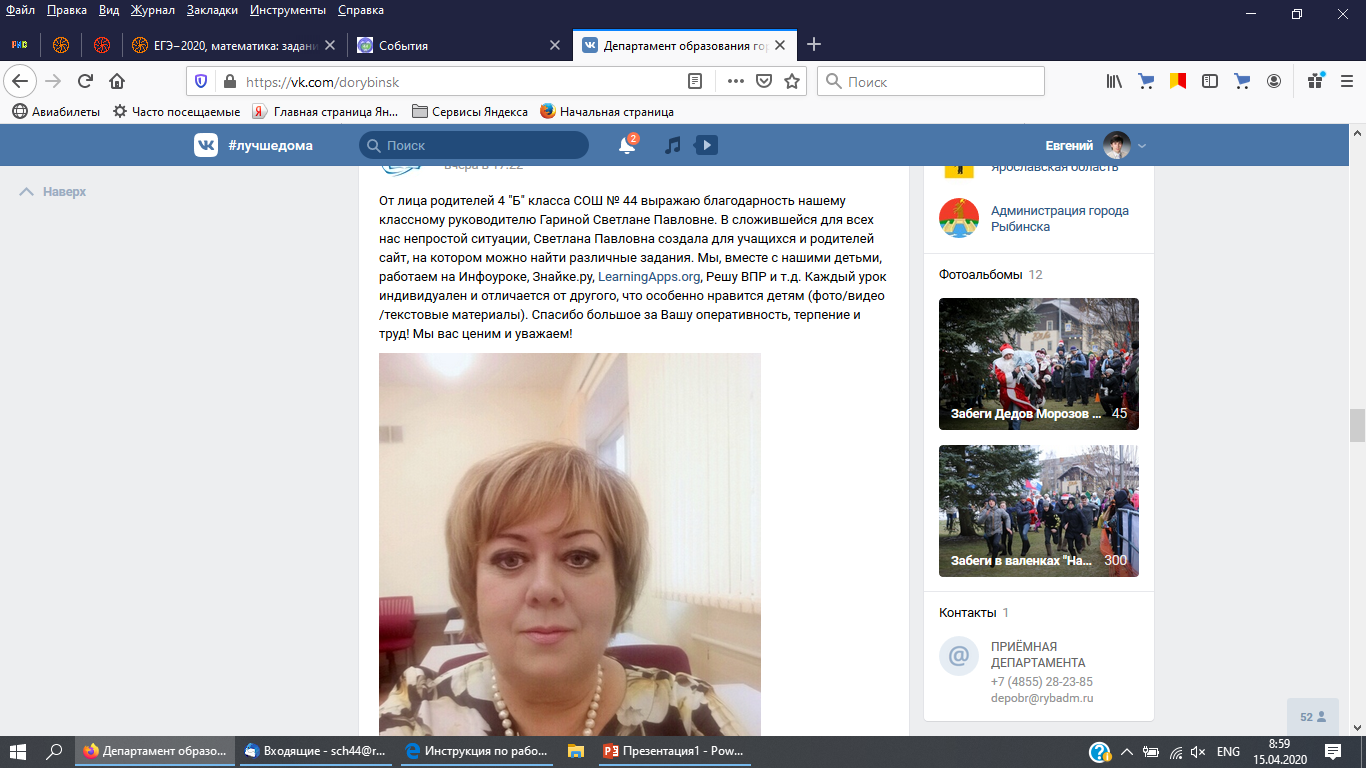 Файл Правка Вид Журнал Закладки Инструменты Справка
ЕГЭ–2020, математика: задани
События
Департамент образования гор
https://vk.com/dorybinsk
Поиск
Авиабилеты Часто посещаемые Главная страница Ян... Сервисы Яндекса Начальная страница
#лучшедома
Поиск
2
Евгений
Наверх
вчера в 17:22
От лица родителей 4 "Б" класса СОШ № 44 выражаю благодарность нашему
классному руководителю Гариной Светлане Павловне. В сложившейся для всех
нас непростой ситуации, Светлана Павловна создала для учащихся и родителей
сайт, на котором можно найти различные задания. Мы, вместе с нашими детьми,
работаем на Инфоуроке, Знайке.ру, LearningApps.org, Решу ВПР и т.д. Каждый урок
индивидуален и отличается от другого, что особенно нравится детям (фото/видео
/текстовые материалы). Спасибо большое за Вашу оперативность, терпение и
труд! Мы вас ценим и уважаем!
Ярославская область
Администрация города
Рыбинска
Фотоальбомы 12
Забеги Дедов Морозов ... 45
Забеги в валенках "На... 300
Контакты 1
@
ПРИЁМНАЯ
ДЕПАРТАМЕНТА
+7 (4855) 28-23-85
depobr@rybadm.ru
52
Департамент образо...
Входящие - sch44@r...
Инструкция по рабо...
Презентация1 - Pow...
ENG
8:59
15.04.2020